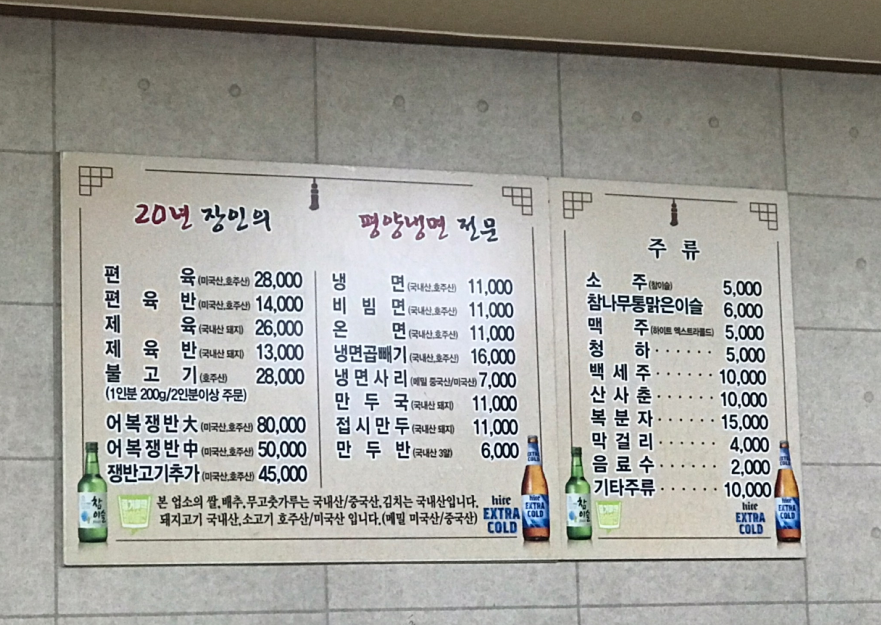 20년 장인의
편육 (미국산,호주산) 28,000
편육반 (미국산,호주산) 14,000
제육 (국내산 돼지) 26,000
제육반 (국내산 돼지) 13,000
불고기 (호주산) 28,000
(1인분 200g/2인분이상 주문)
어복쟁반大 (미국산,호주산) 80,000
어복쟁반中 (미국산,호주산) 50,000
쟁반고기추가 (미국산,호주산) 45,000
평양냉면 전문
냉면 (국내산,호주산) 11,000
비빔면 (국내산,호주산) 11,000
온면 (국내산,호주산) 11,000
냉면곱빼기 (국내산,호주산) 16,000
냉면사리 (메밀 중국산/미국산) 7,000
만두국 (국내산 돼지) 11,000
접시만두 (국내산 돼지) 11,000
만두반 (국내산 3알) 6,000
본 업소의 쌀,배추,무고춧가루는 국내산/중국산,김치는 국내산입니다.
돼지고기 국내산,소고기 호주산/미국산 입니다.(메밀 미국산/중국산)
참이슬
hite
EXTRA
COLD
주류
소주 (참이슬) 5,000
참나무통맑은이슬 6,000
맥주 (하이트 엑스트라콜드) 5,000
청하 ······ 5,000
백세주 ······ 10,000
산사춘 ······ 10,000
복분자 ······ 15,000
막걸리 ······ 4,000
음료수 ······ 2,000
기타주류 ······ 10,000
참이슬
hite
EXTRA
COLD